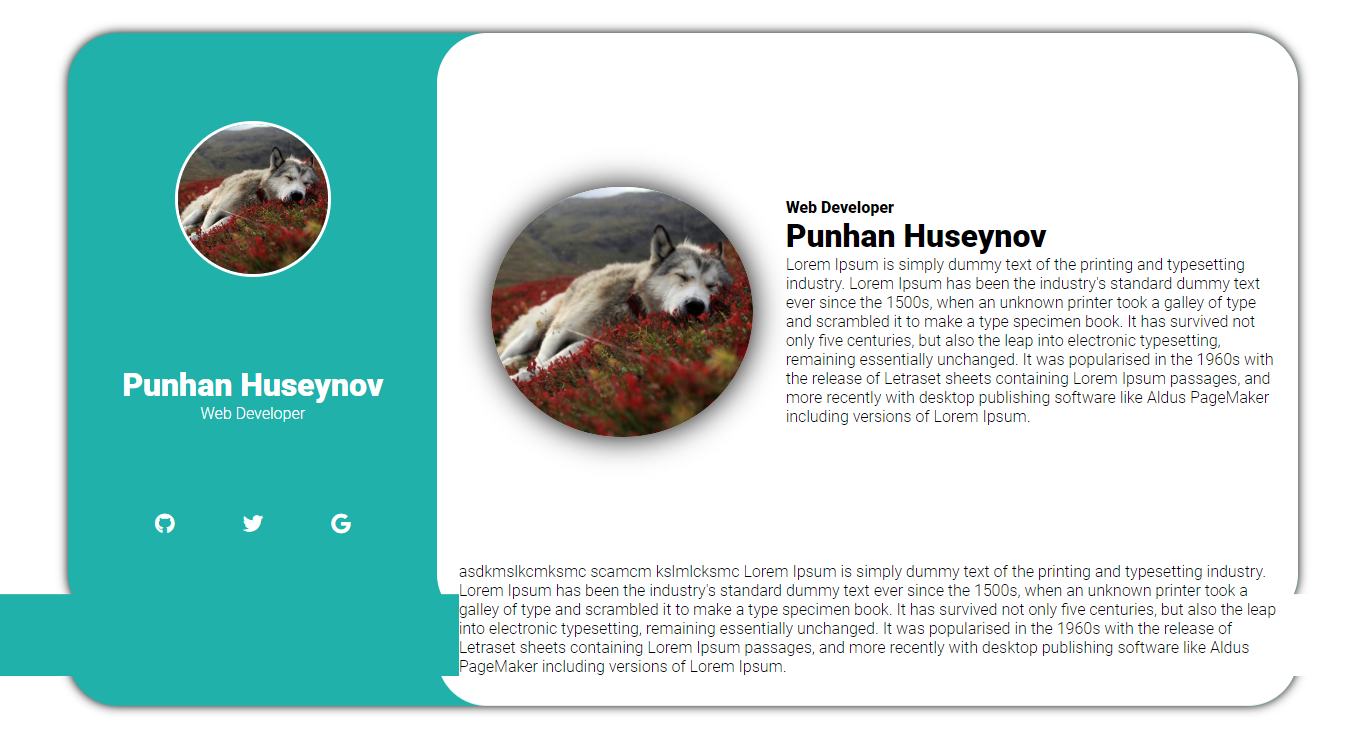 Punhan Huseynov
Web Developer
Web Developer
Punhan Huseynov
Lorem Ipsum is simply dummy text of the printing and typesetting
industry. Lorem Ipsum has been the industry's standard dummy text
ever since the 1500s, when an unknown printer took a galley of type
and scrambled it to make a type specimen book. It has survived not
only five centuries, but also the leap into electronic typesetting,
remaining essentially unchanged. It was popularised in the 1960s with
the release of Letraset sheets containing Lorem Ipsum passages, and
more recently with desktop publishing software like Aldus PageMaker
including versions of Lorem Ipsum.
asdkmslkcmksmc scamcm kslmlcksmc Lorem Ipsum is simply dummy text of the printing and typesetting industry.
Lorem Ipsum has been the industry's standard dummy text ever since the 1500s, when an unknown printer took a
galley of type and scrambled it to make a type specimen book. It has survived not only five centuries, but also the leap
into electronic typesetting, remaining essentially unchanged. It was popularised in the 1960s with the release of
Letraset sheets containing Lorem Ipsum passages, and more recently with desktop publishing software like Aldus
PageMaker including versions of Lorem Ipsum.